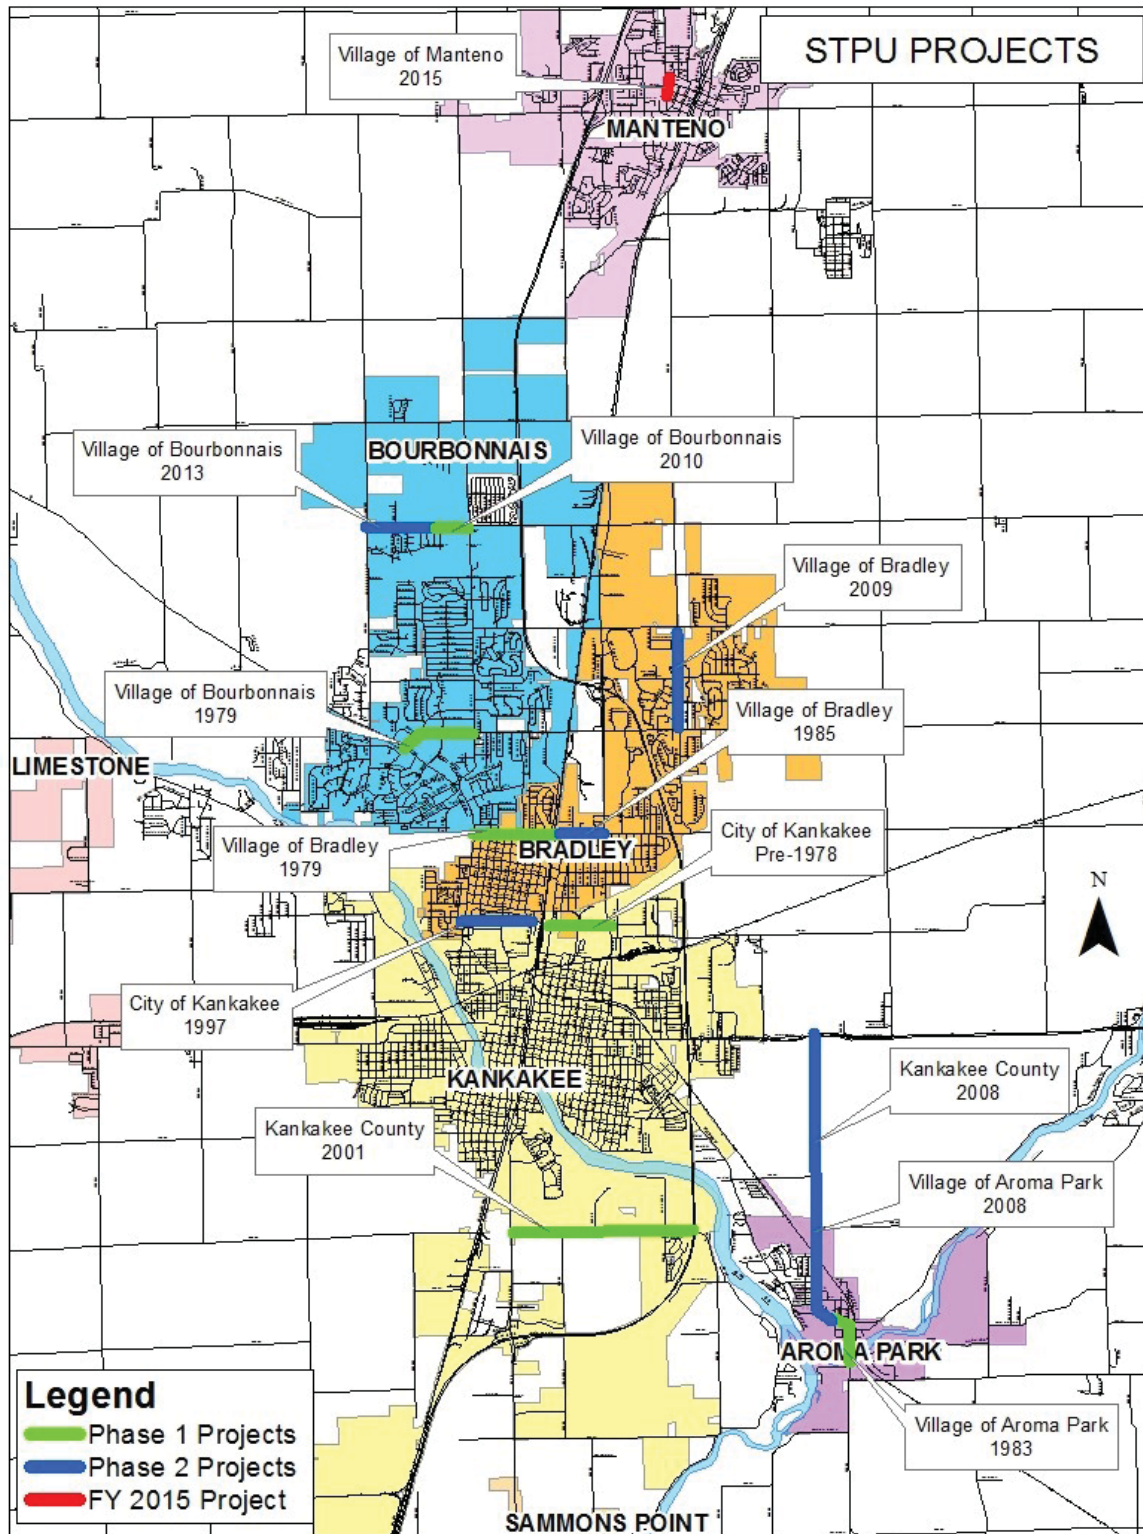 STPU PROJECTS
Village of Manteno
2015
MANTENO
Village of Bourbonnais
2013
BOURBONNAIS
Village of Bourbonnais
2010
Village of Bradley
2009
Village of Bourbonnais
1979
Village of Bradley
1985
LIMESTONE
Village of Bradley
1979
BRADLEY
City of Kankakee
Pre-1978
N
City of Kankakee
1997
KANKAKEE
Kankakee County
2008
Kankakee County
2001
Village of Aroma Park
2008
AROMA PARK
Legend
Phase 1 Projects
Phase 2 Projects
FY 2015 Project
Village of Aroma Park
1983
SAMMONS POINT